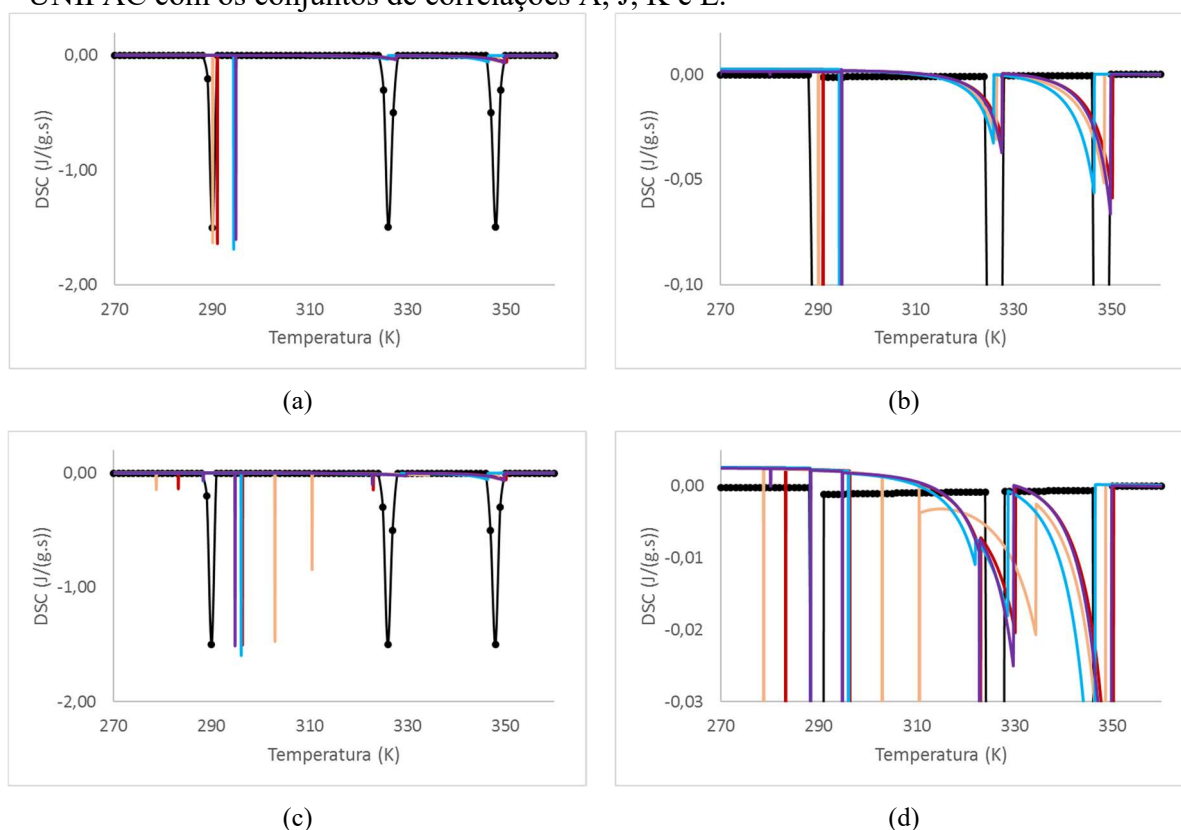 UNIFAC com os conjuntos de correlações A, J, K e L.
0,00
-1,00
-2,00
DSC (J/(g.s))
270 290 310 330 350
Temperatura (K)
(a)
0,00
-0,05
-0,10
DSC (J/(g.s))
270 290 310 330 350
Temperatura (K)
(b)
0,00
-1,00
-2,00
DSC (J/(g.s))
270 290 310 330 350
Temperatura (K)
(c)
0,00
-0,01
-0,02
-0,03
DSC (J/(g.s))
270 290 310 330 350
Temperatura (K)
(d)